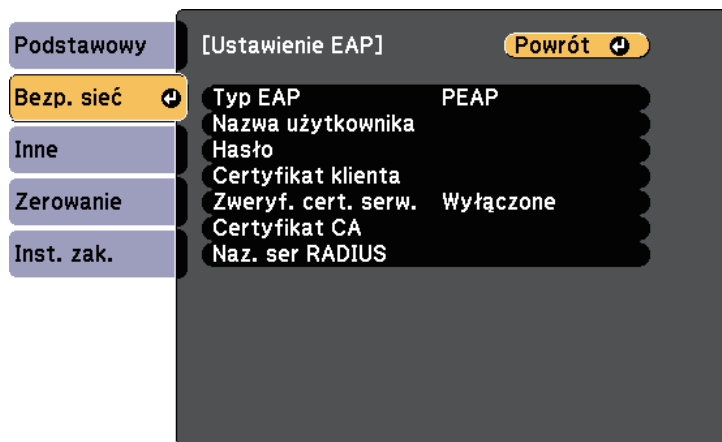 Podstawowy
Bezp. sieć
Inne
Zerowanie
Inst. zak.
[Ustawienie EAP]
Powrót
Typ EAP PEAP
Nazwa użytkownika
Hasło
Certyfikat klienta
Zweryf. cert. serw. Wyłączone
Certyfikat CA
Naz. ser RADIUS